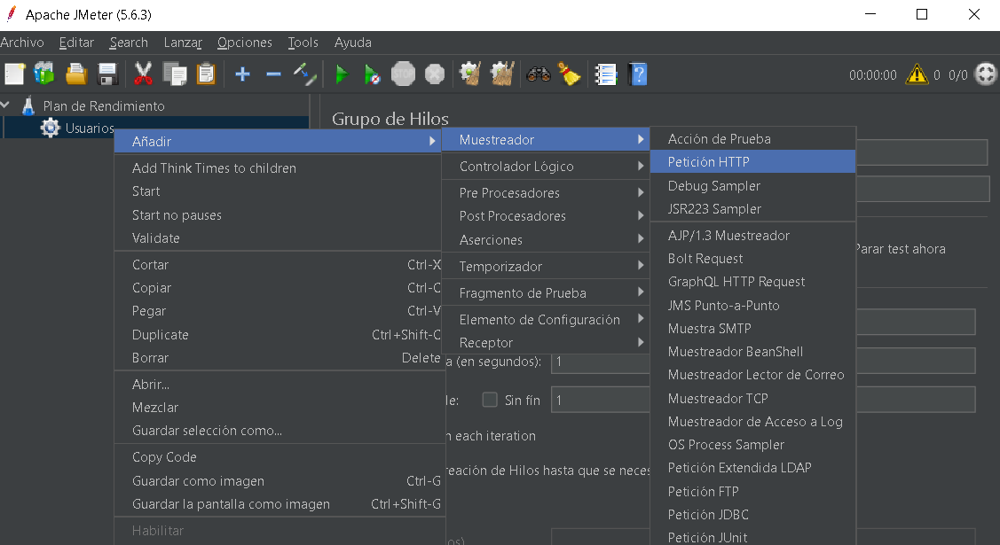 Apache JMeter (5.6.3)
Archivo Editar Search Lanzar Opciones Tools Ayuda
STOP
00:00:00 0 0/0
Plan de Rendimiento
Usuarios
Grupo de Hilos
Añadir
Add Think Times to children
Start
Start no pauses
Validate
Cortar Ctrl-X
Copiar Ctrl-C
Pegar Ctrl-V
Duplicate Ctrl+Shift-C
Borrar Delete
Abrir...
Mezclar
Guardar selección como...
Copy Code
Guardar como imagen Ctrl-G
Guardar la pantalla como imagen Ctrl+Shift-G
Habilitar
Muestreador
Controlador Lógico
Pre Procesadores
Post Procesadores
Aserciones
Temporizador
Fragmento de Prueba
Elemento de Configuración
Receptor
Acción de Prueba
Petición HTTP
Debug Sampler
JSR223 Sampler
AJP/1.3 Muestreador
Bolt Request
GraphQL HTTP Request
JMS Punto-a-Punto
Muestra SMTP
Muestreador BeanShell
Muestreador Lector de Correo
Muestreador TCP
Muestreador de Acceso a Log
OS Process Sampler
Petición Extendida LDAP
Petición FTP
Petición JDBC
Petición JUnit
Parar test ahora
a (en segundos): 1
le: Sin fín 1
n each iteration
reación de Hilos hasta que se neces
os)